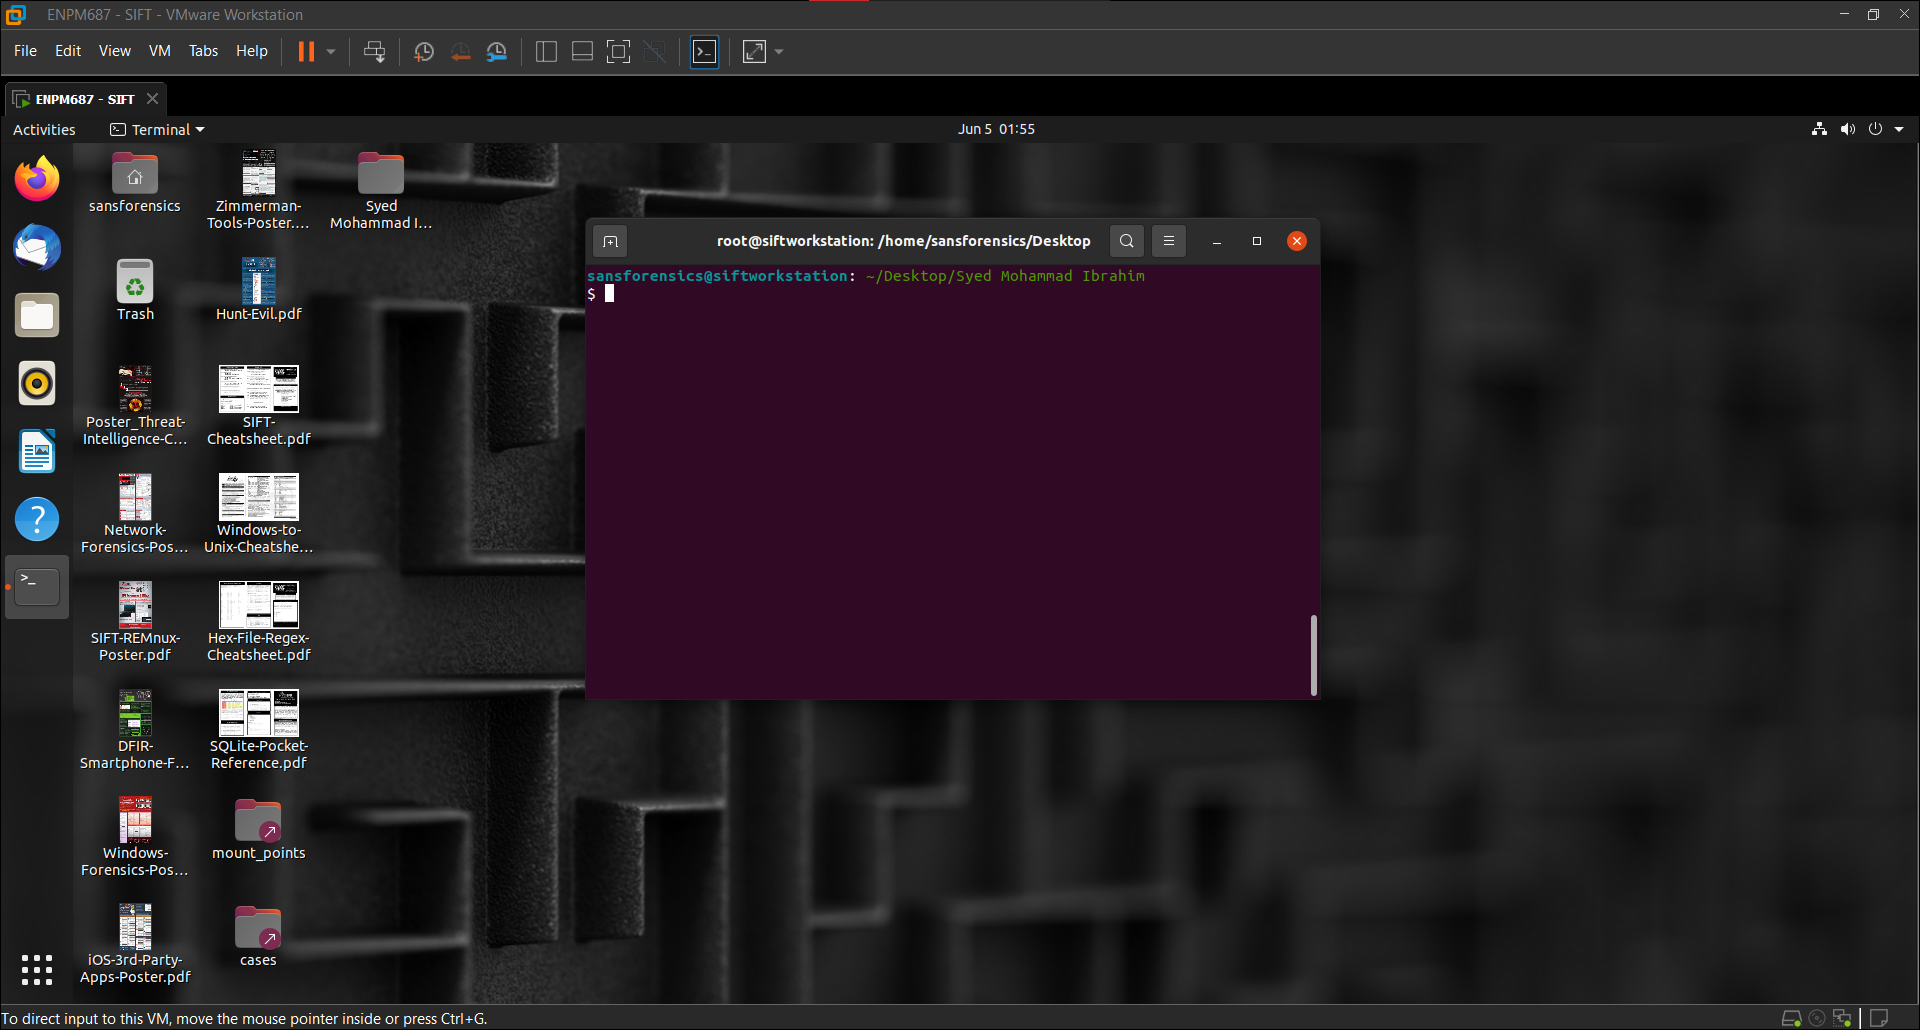 ENPM687 - SIFT - VMware Workstation
File Edit View VM Tabs Help
ENPM687 - SIFT
Activities Terminal Jun 5 01:55
sansforensics
Zimmerman-
Tools-Poster....
Syed
Mohammad I...
Trash
Hunt-Evil.pdf
Poster_Threat-
Intelligence-C...
SIFT-
Cheatsheet.pdf
Network-
Forensics-Pos...
Windows-to-
Unix-Cheatshe...
SIFT-REMnux-
Poster.pdf
Hex-File-Regex-
Cheatsheet.pdf
DFIR-
Smartphone-F...
SQLite-Pocket-
Reference.pdf
Windows-
Forensics-Pos...
mount_points
iOS-3rd-Party-
Apps-Poster.pdf
cases
root@siftworkstation: /home/sansforensics/Desktop
sansforensics@siftworkstation: ~/Desktop/Syed Mohammad Ibrahim
$
To direct input to this VM, move the mouse pointer inside or press Ctrl+G.